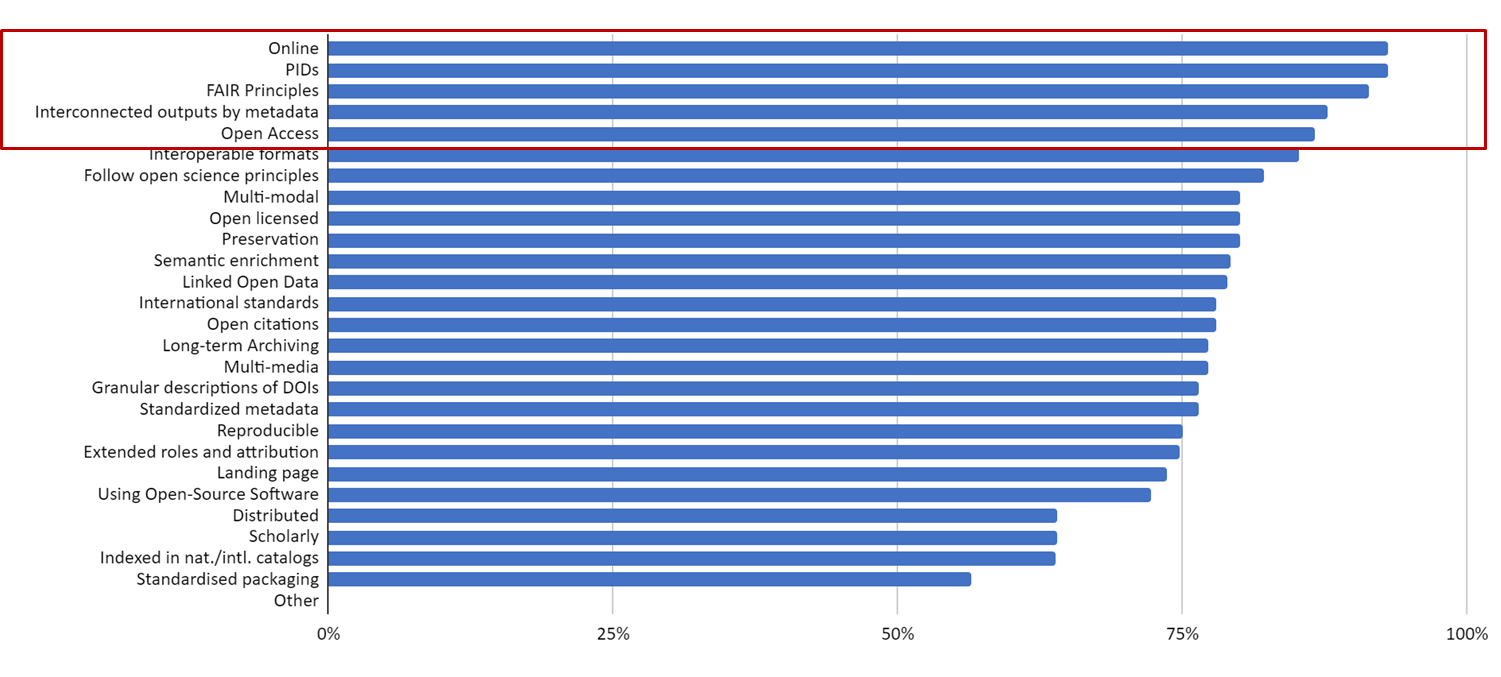 Online
PIDs
FAIR Principles
Interconnected outputs by metadata
Open Access
Interoperable formats
Follow open science principles
Multi-modal
Open licensed
Preservation
Semantic enrichment
Linked Open Data
International standards
Open citations
Long-term Archiving
Multi-media
Granular descriptions of DOIs
Standardized metadata
Reproducible
Extended roles and attribution
Landing page
Using Open-Source Software
Distributed
Scholarly
Indexed in nat./intl. catalogs
Standardised packaging
Other
0% 25% 50% 75% 100%